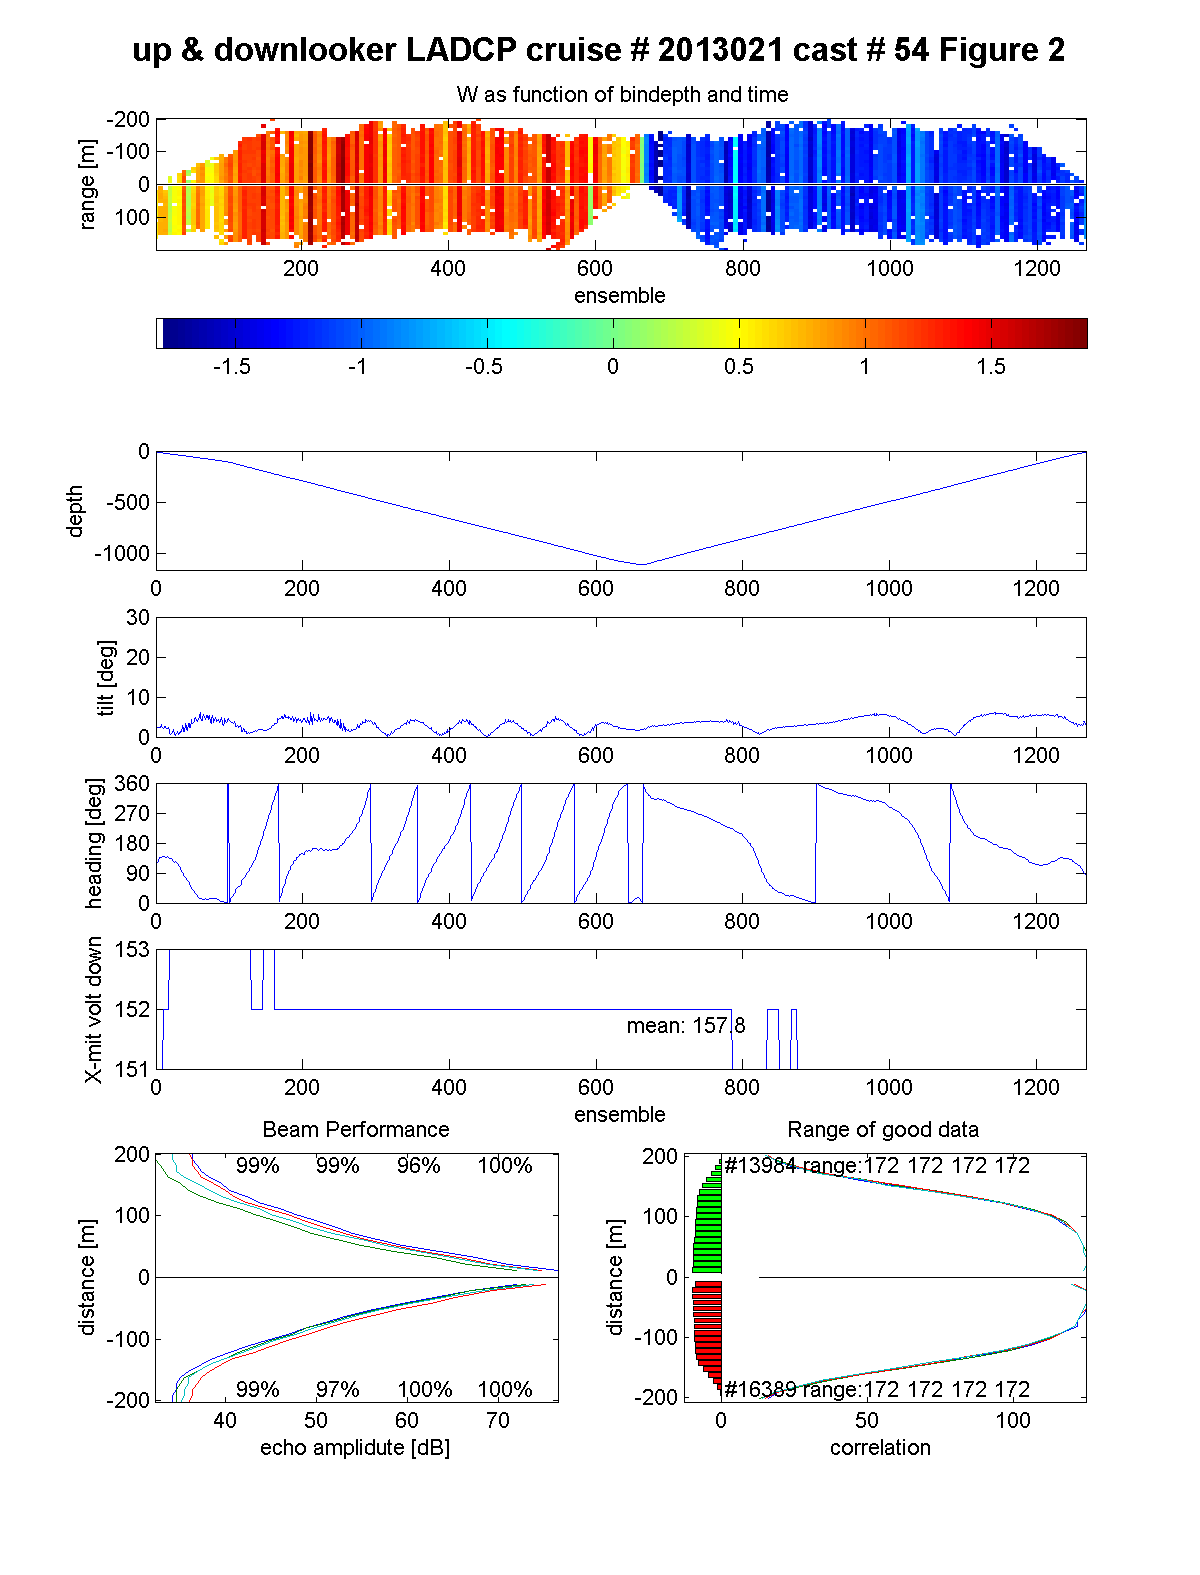 up & downlooker LADCP cruise # 2013021 cast # 54 Figure 2
W as function of bindepth and time
-200
-100
0
100
range [m]
200 400 600 800 1000 1200
ensemble
-1.5 -1 -0.5 0 0.5 1 1.5
0
-500
-1000
depth
0 200 400 600 800 1000 1200
30
20
10
0
tilt [deg]
0 200 400 600 800 1000 1200
360
270
180
90
0
heading [deg]
0 200 400 600 800 1000 1200
153
152
151
X-mit volt down
mean: 157.8
0 200 400 600 800 1000 1200
ensemble
Beam Performance
200
100
0
-100
-200
distance [m]
99% 99% 96% 100%
99% 97% 100% 100%
40 50 60 70
echo amplidute [dB]
Range of good data
200
100
0
-100
-200
distance [m]
#13984 range:172 172 172 172
#16389 range:172 172 172 172
0 50 100
correlation